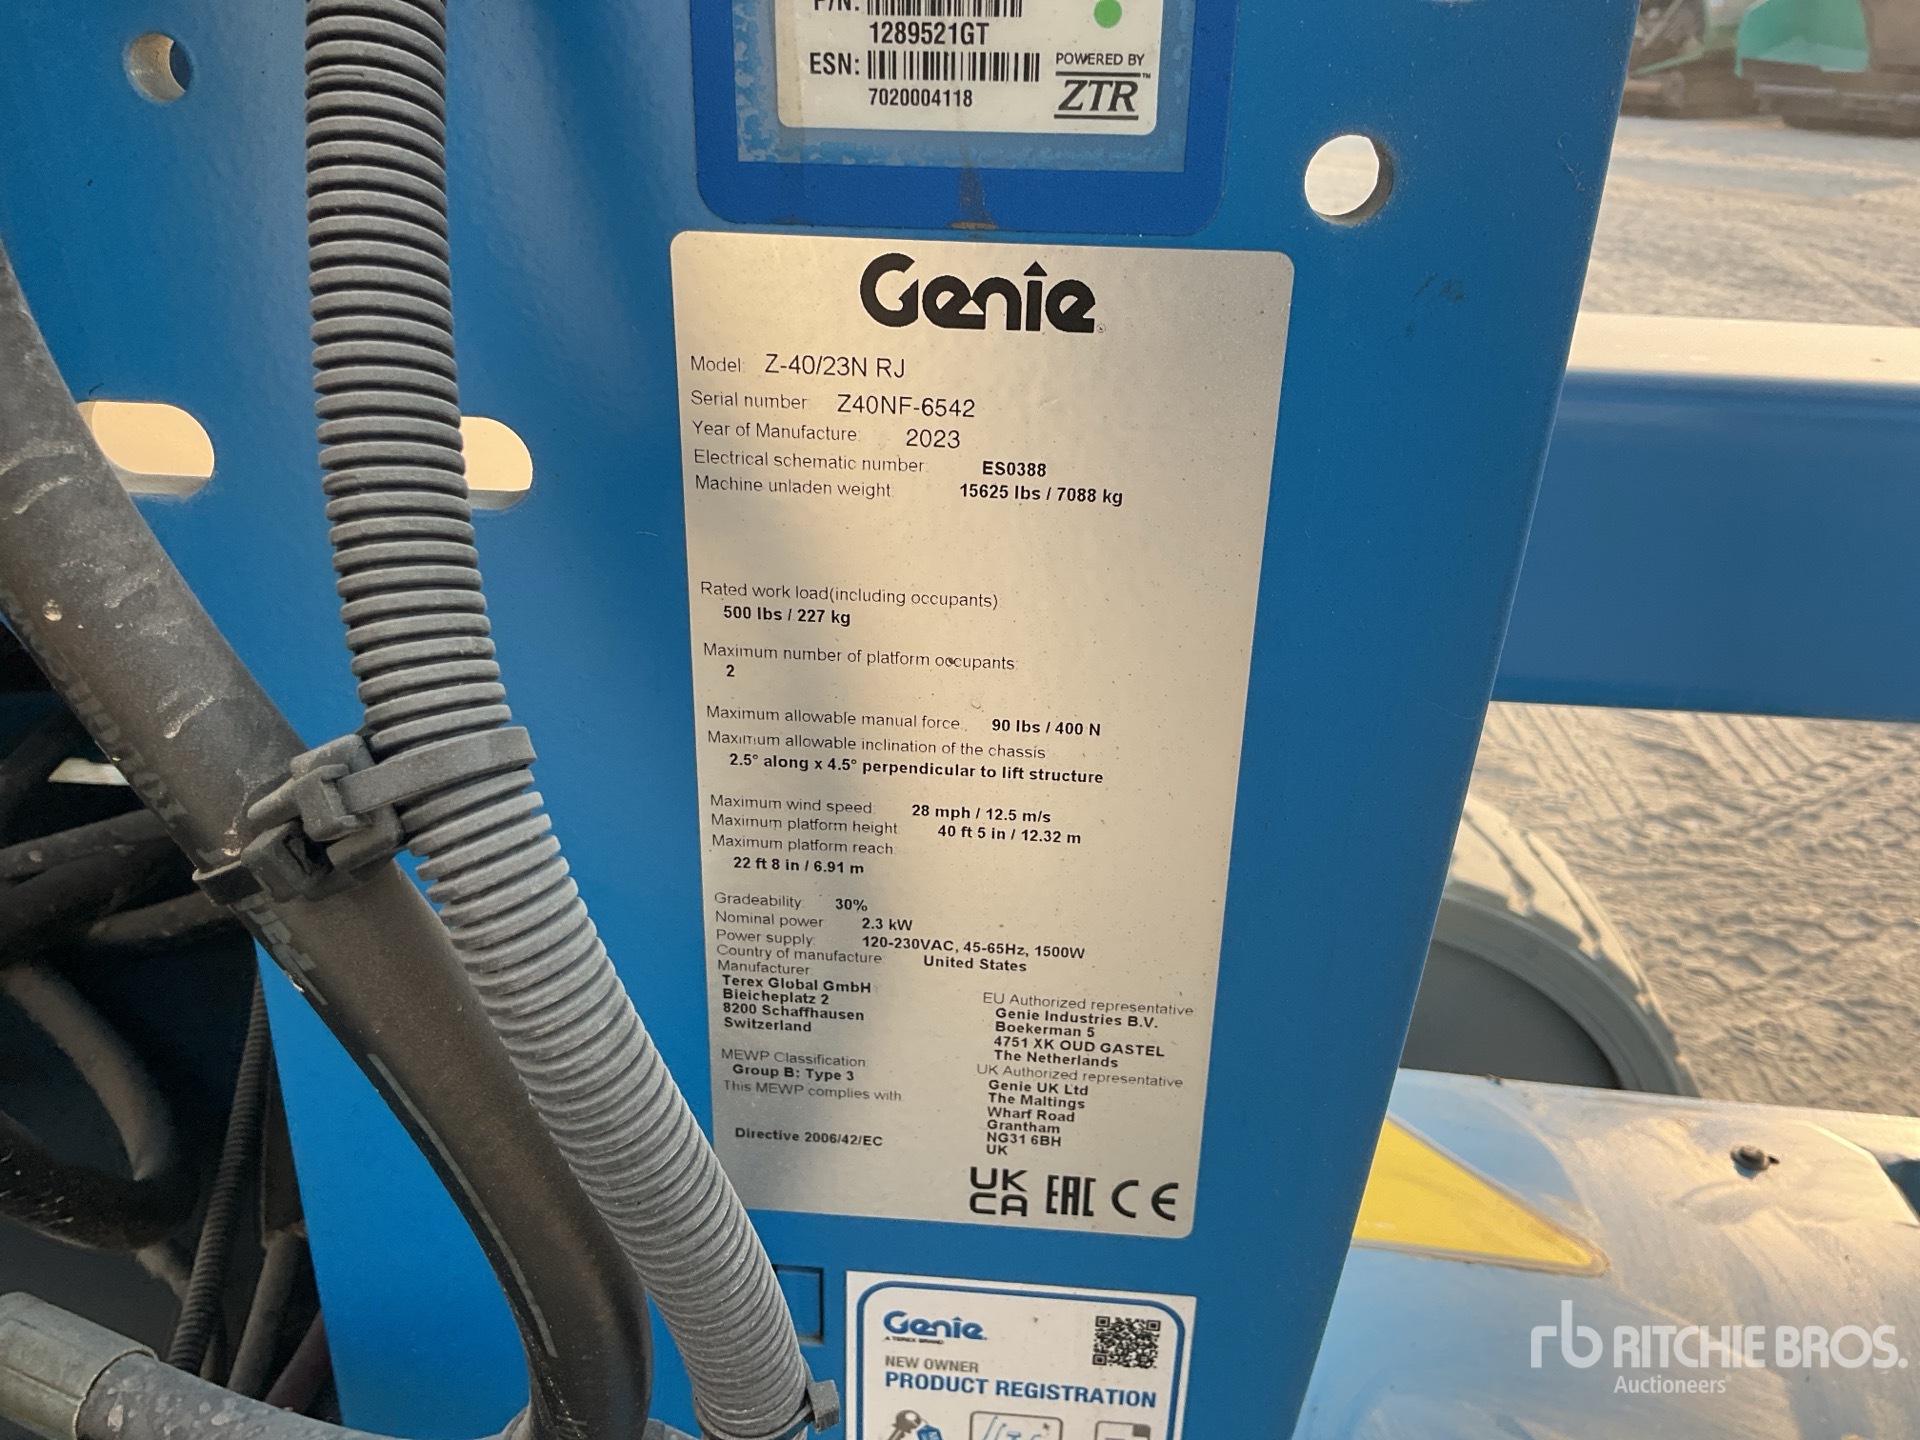 P/N:
1289521GT
ESN:
7020004118
POWERED BY
ZTR™
Genie®
Model: Z-40/23N RJ
Serial number Z40NF-6542
Year of Manufacture: 2023
Electrical schematic number: ES0388
Machine unladen weight: 15625 lbs / 7088 kg
Rated work load(including occupants)
500 lbs / 227 kg
Maximum number of platform occupants:
2
Maximum allowable manual force.. 90 lbs / 400 N
Maximum allowable inclination of the chassis
2.5° along x 4.5° perpendicular to lift structure
Maximum wind speed: 28 mph / 12.5 m/s
Maximum platform height: 40 ft 5 in / 12.32 m
Maximum platform reach:
22 ft 8 in / 6.91 m
Gradeability: 30%
Nominal power 2.3 kW
Power supply: 120-230VAC, 45-65Hz, 1500W
Country of manufacture United States
Manufacturer
Terex Global GmbH
Bleicheplatz 2
8200 Schaffhausen
Switzerland
MEWP Classification
Group B: Type 3
This MEWP complies with
Directive 2006/42/EC
EU Authorized representative
Genie Industries B.V.
Boekerman 5
4751 XK OUD GASTEL
The Netherlands
UK Authorized representative
Genie UK Ltd
The Maltings
Wharf Road
Grantham
NG31 6BH
UK
UK
CA EAC CE
Genie
A TEREX BRAND
NEW OWNER
PRODUCT REGISTRATION
rb RITCHIE BROS.
Auctioneers